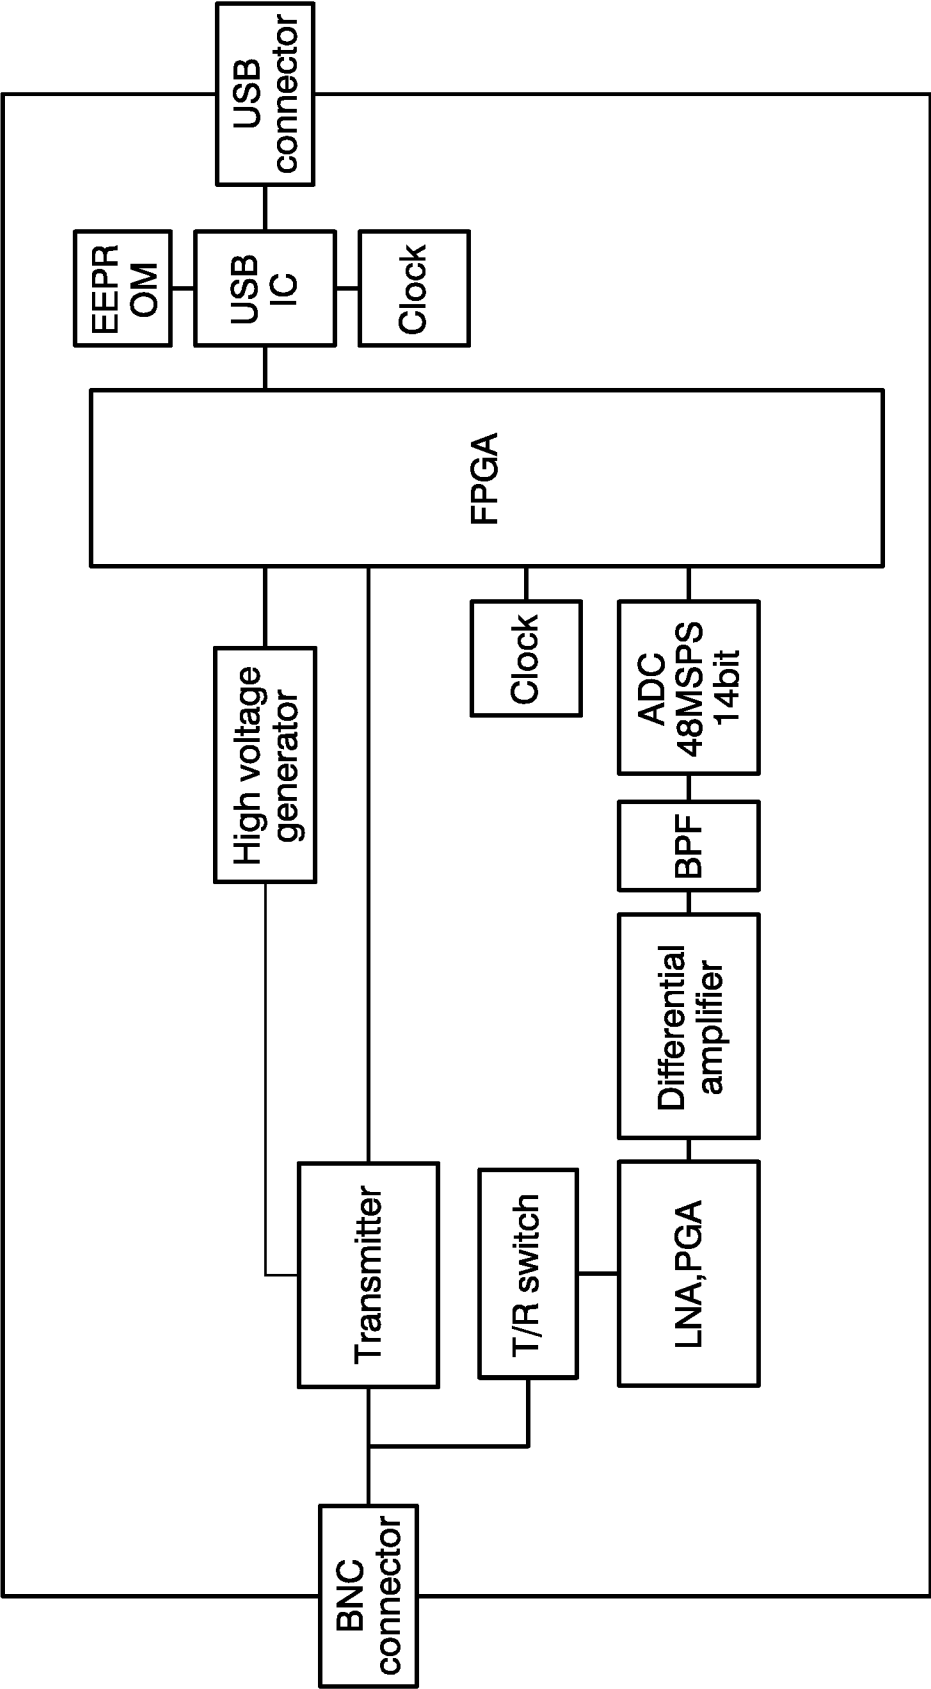 BNC
connector
Transmitter
High voltage
generator
T/R switch
LNA,PGA
Differential
amplifier
BPF
ADC
48MSPS
14bit
Clock
FPGA
EEPR
OM
USB
IC
Clock
USB
connector